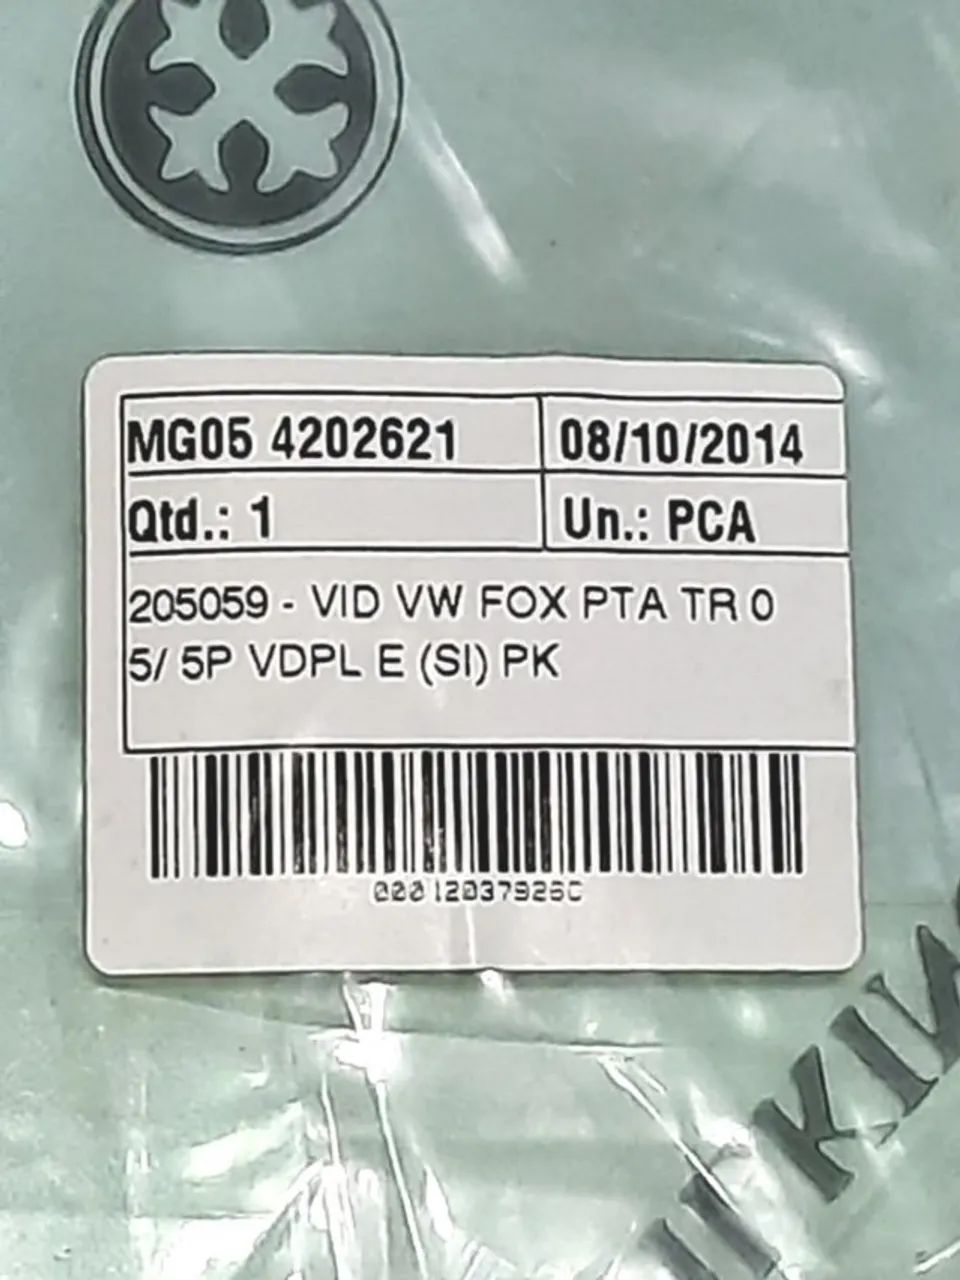 MG05 4202621
08/10/2014
Qtd.: 1
Un.: PCA
205059 - VID VW FOX PTA TR 0
5/ 5P VDPL E (SI) PK
00012037926C